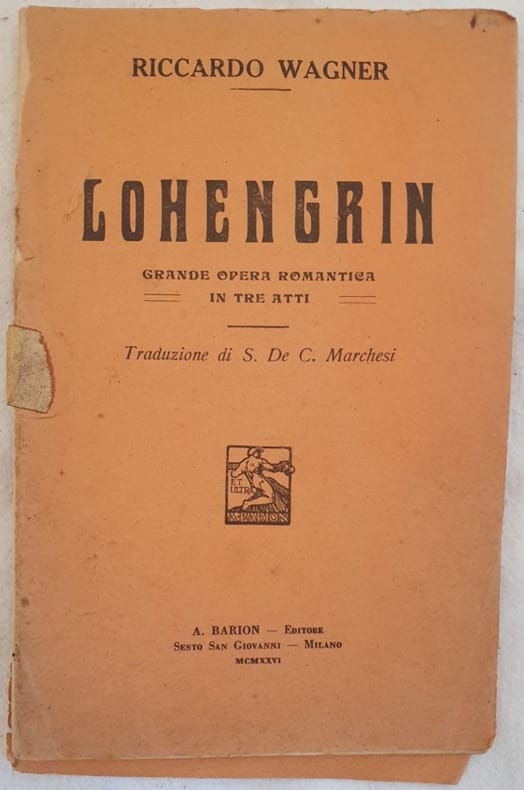 RICCARDO WAGNER
LOHENGRIN
GRANDE OPERA ROMANTICA
IN TRE ATTI
Traduzione di S. De C. Marchesi
ET
ULTRA
A. BARION
A. BARION — EDITORE
SESTO SAN GIOVANNI — MILANO
MCMXXVI